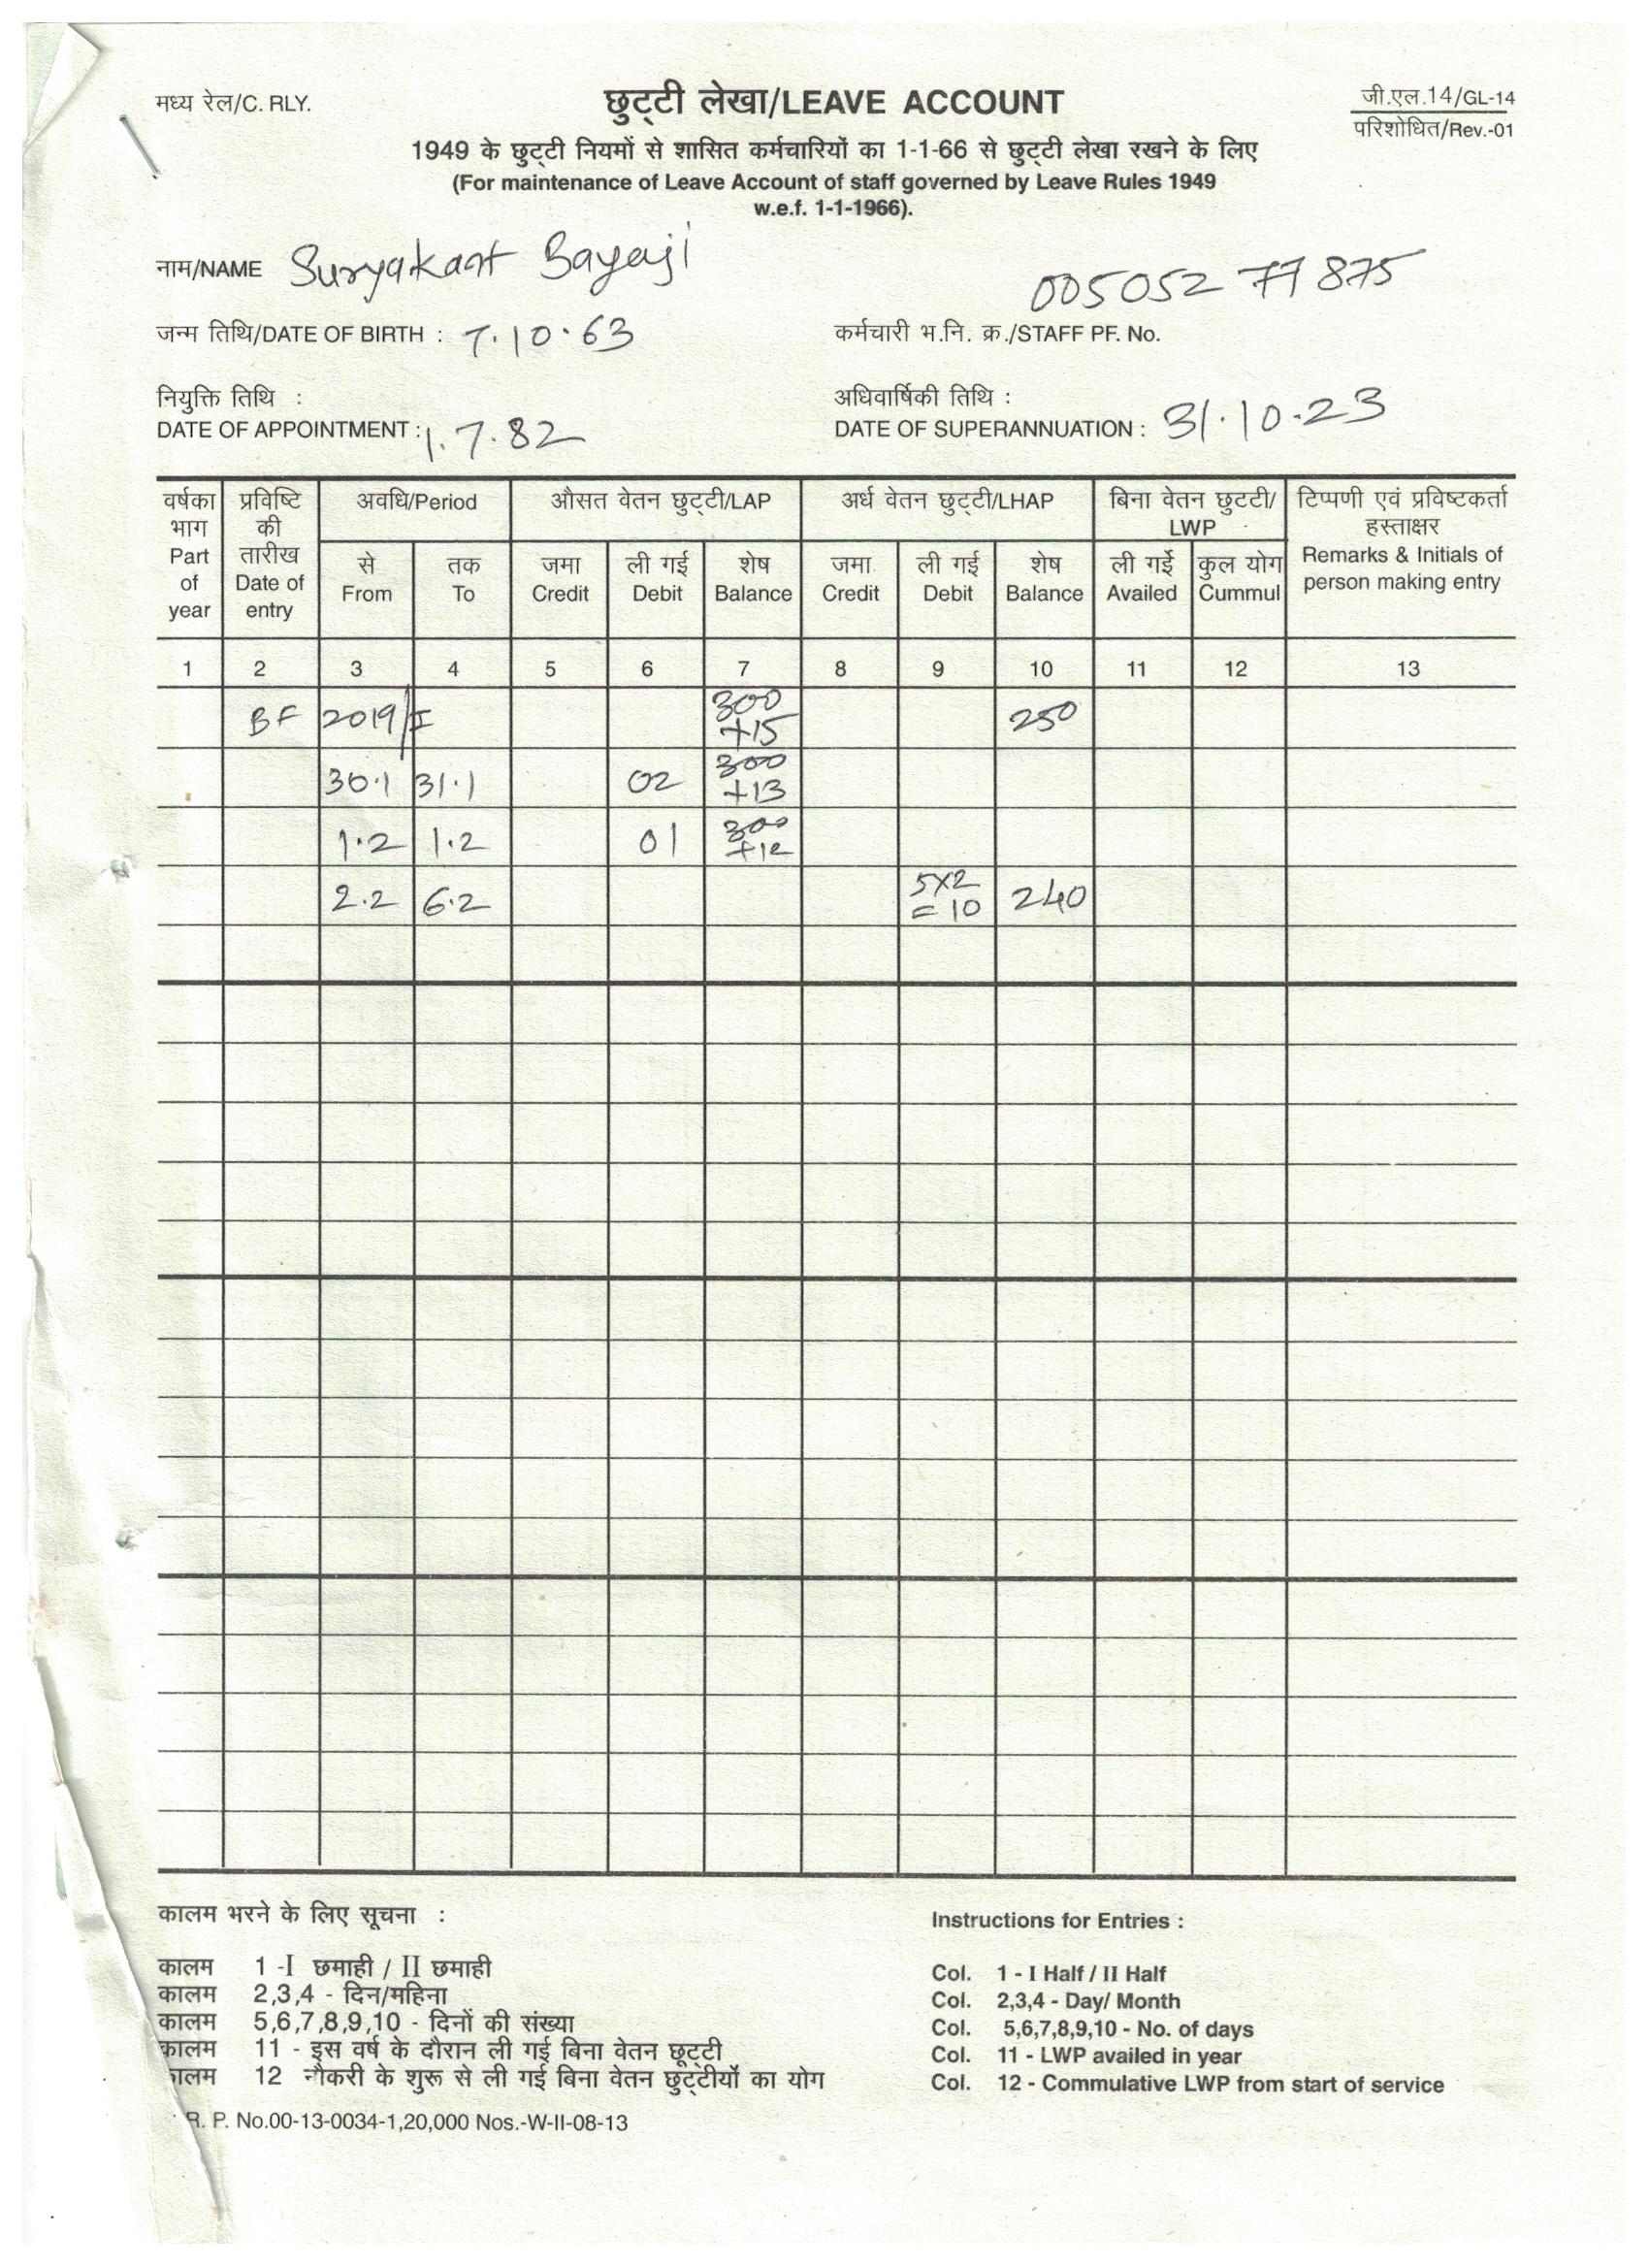 मध्य रेल/C. RLY.
छुट्टी लेखा/LEAVE ACCOUNT
जी.एल.14/GL-14
परिशोधित/Rev.-01
1949 के छुट्टी नियमों से शासित कर्मचारियों का 1-1-66 से छुट्टी लेखा रखने के लिए
(For maintenance of Leave Account of staff governed by Leave Rules 1949
w.e.f. 1-1-1966).
नाम/NAME Suryakant Bayaji
00505277875
जन्म तिथि/DATE OF BIRTH : 7.10.63
कर्मचारी भ.नि. क्र./STAFF PF. No.
नियुक्ति तिथि :
DATE OF APPOINTMENT : 1.7.82
अधिवार्षिकी तिथि :
DATE OF SUPERANNUATION : 31.10.23
वर्षका भाग Part of year
प्रविष्टि की तारीख Date of entry
अवधि/Period
औसत वेतन छुट्टी/LAP
अर्ध वेतन छुट्टी/LHAP
बिना वेतन छुटटी/ LWP
टिप्पणी एवं प्रविष्टकर्ता हस्ताक्षर Remarks & Initials of person making entry
से From
तक To
जमा Credit
ली गई Debit
शेष Balance
जमा Credit
ली गई Debit
शेष Balance
ली गई Availed
कुल योग Cummul
1 2 3 4 5 6 7 8 9 10 11 12 13
BF 2019/I 300 +15 250
30.1 31.1 02 300 +13
1.2 1.2 01 300 +12
2.2 6.2 5x2 = 10 240
कालम भरने के लिए सूचना :
कालम 1 -I छमाही / II छमाही
कालम 2,3,4 - दिन/महिना
कालम 5,6,7,8,9,10 - दिनों की संख्या
कालम 11 - इस वर्ष के दौरान ली गई बिना वेतन छूट्टी
ालम 12 नौकरी के शुरू से ली गई बिना वेतन छुट्टीयों का योग
R. P. No.00-13-0034-1,20,000 Nos.-W-II-08-13
Instructions for Entries :
Col. 1 - I Half / II Half
Col. 2,3,4 - Day/ Month
Col. 5,6,7,8,9,10 - No. of days
Col. 11 - LWP availed in year
Col. 12 - Commulative LWP from start of service